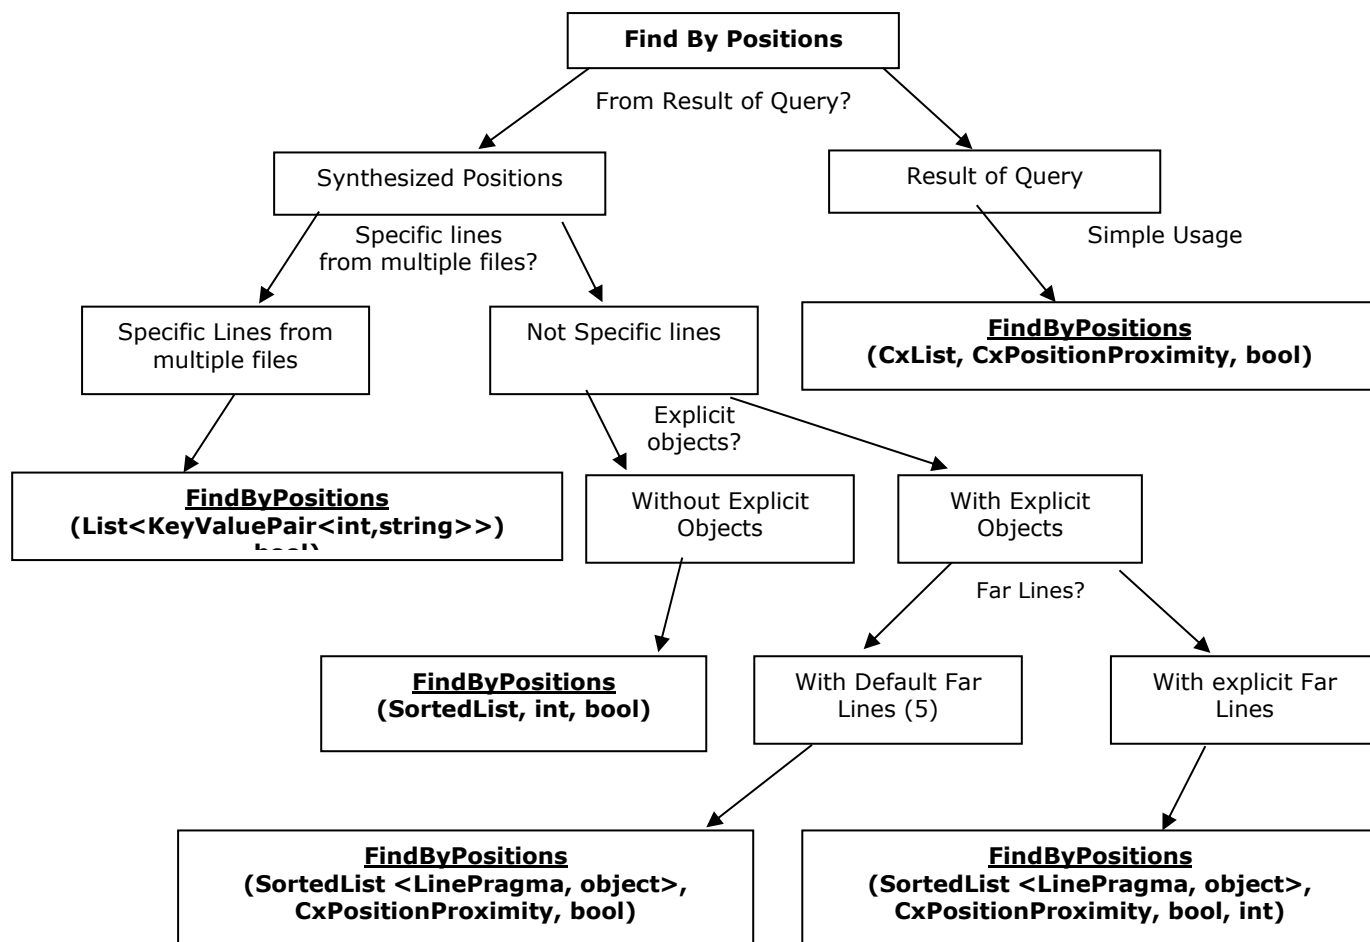 Find By Positions
From Result of Query?
Synthesized Positions
Result of Query
Specific lines
from multiple files?
Simple Usage
Specific Lines from
multiple files
Not Specific lines
FindByPositions
(CxList, CxPositionProximity, bool)
Explicit
objects?
FindByPositions
(List<KeyValuePair<int,string>>)
bool)
Without Explicit
Objects
With Explicit
Objects
Far Lines?
FindByPositions
(SortedList, int, bool)
With Default Far
Lines (5)
With explicit Far
Lines
FindByPositions
(SortedList <LinePragma, object>,
CxPositionProximity, bool)
FindByPositions
(SortedList <LinePragma, object>,
CxPositionProximity, bool, int)